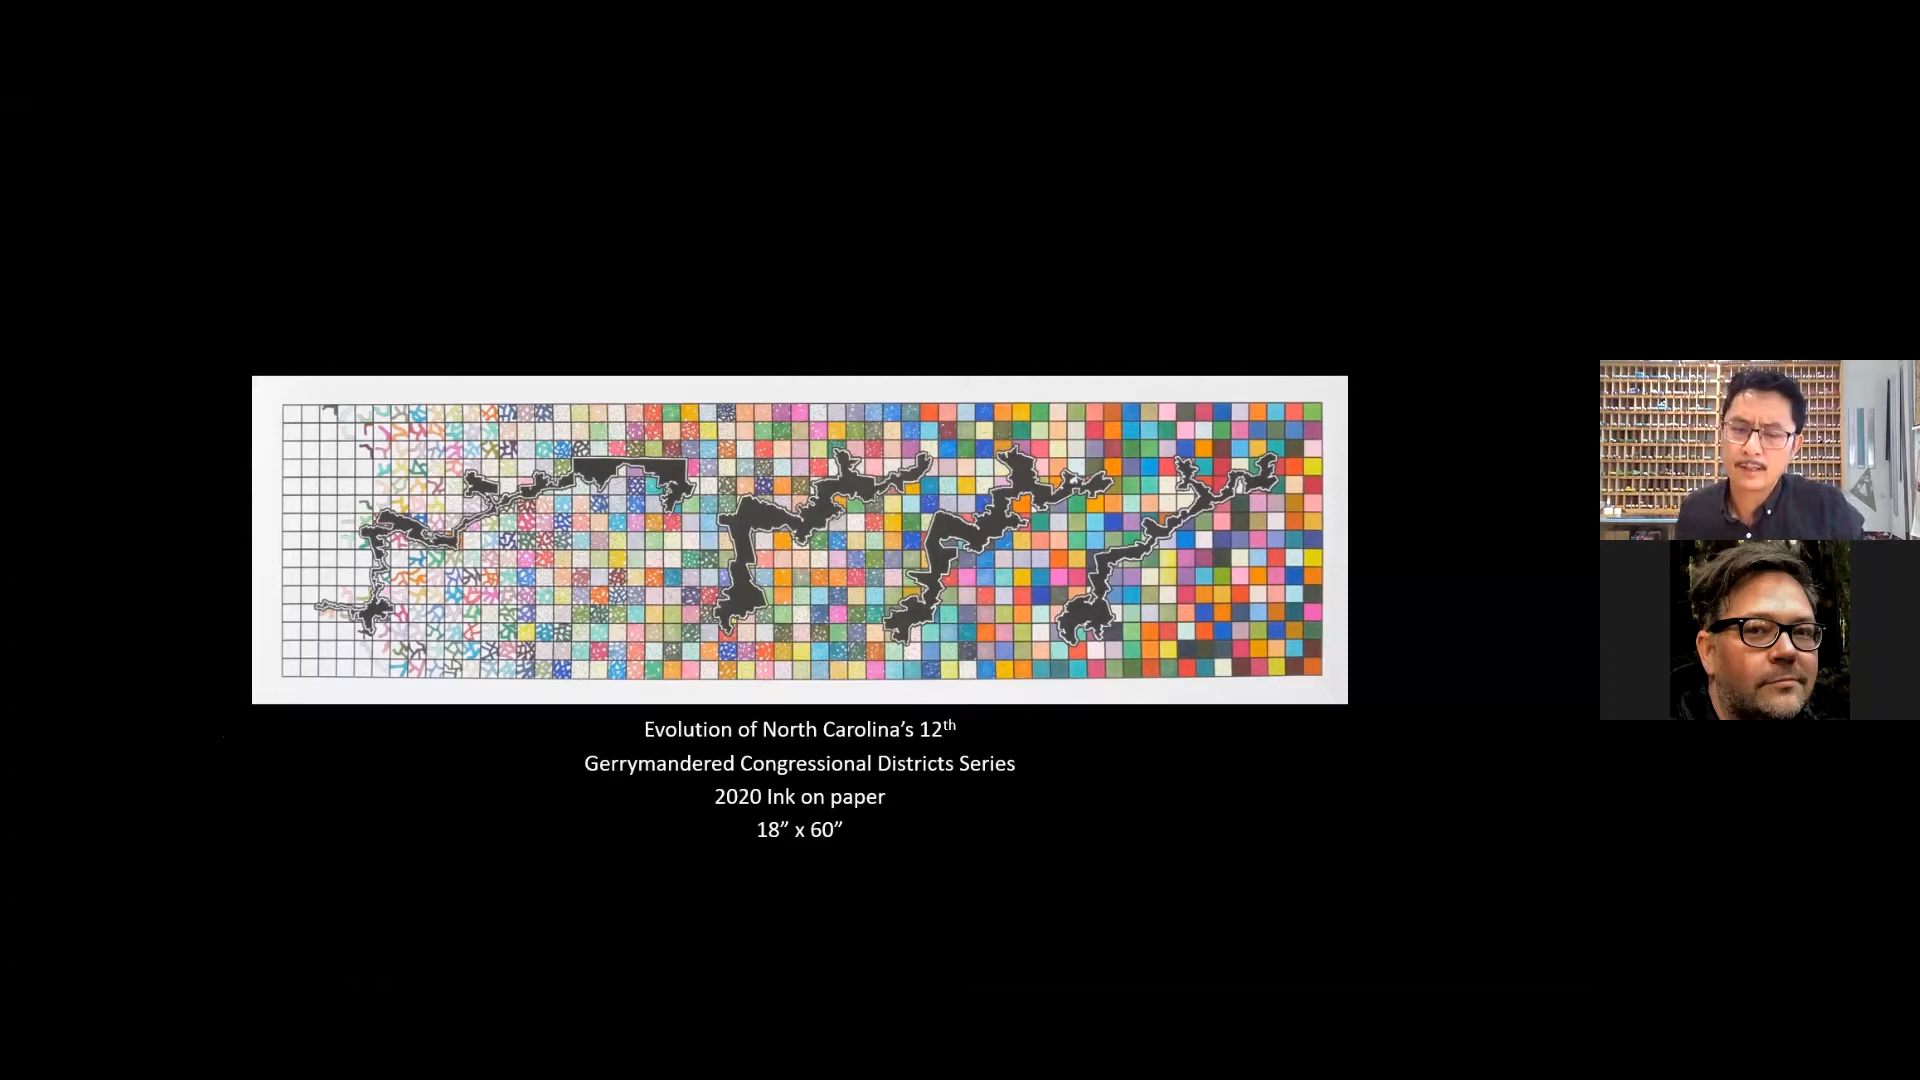 Evolution of North Carolina’s 12th
Gerrymandered Congressional Districts Series
2020 Ink on paper
18” x 60”